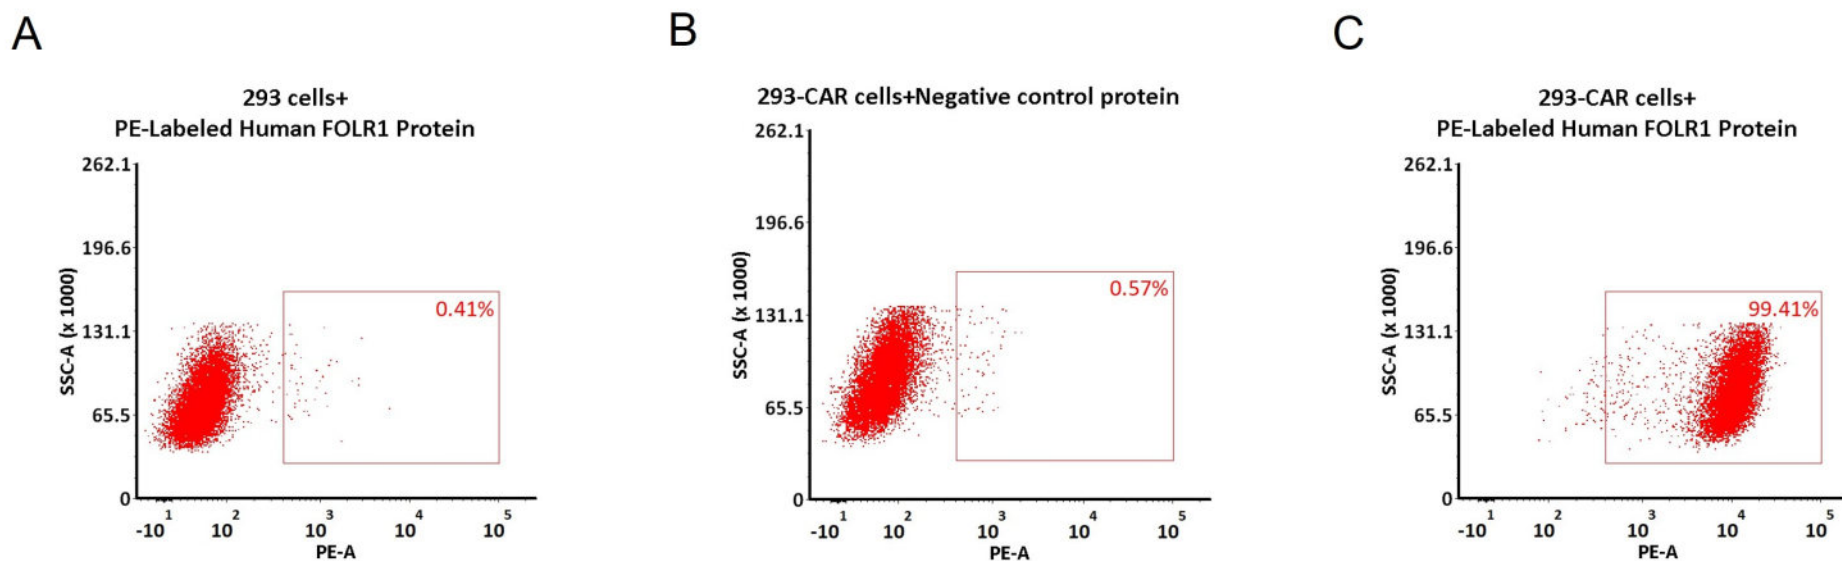 A
293 cells+
PE-Labeled Human FOLR1 Protein
262.1
196.6
131.1
65.5
0
SSC-A (x 1000)
0.41%
-10^1 10^2 10^3 10^4 10^5
PE-A
B
293-CAR cells+Negative control protein
262.1
196.6
131.1
65.5
0
SSC-A (x 1000)
0.57%
-10^1 10^2 10^3 10^4 10^5
PE-A
C
293-CAR cells+
PE-Labeled Human FOLR1 Protein
262.1
196.6
131.1
65.5
0
SSC-A (x 1000)
99.41%
-10^1 10^2 10^3 10^4 10^5
PE-A